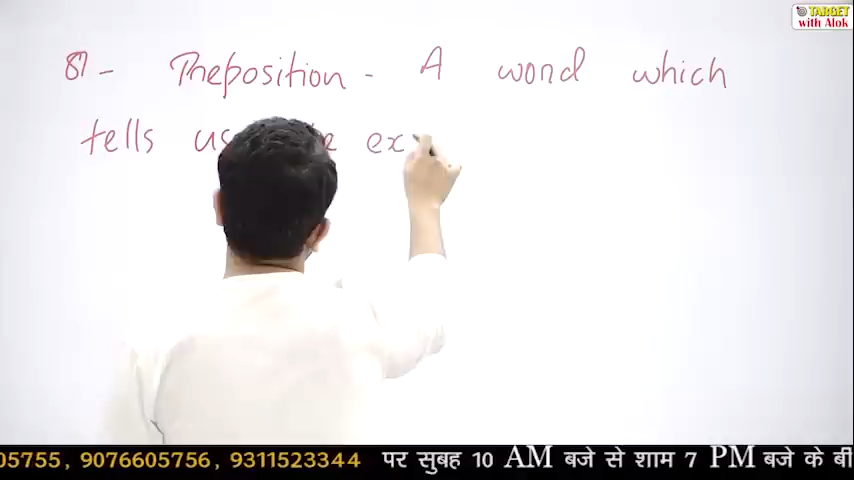 TARGET
with Alok
8)- Preposition - A word which
tells us ex
05755, 9076605756, 9311523344 पर सुबह 10 AM बजे से शाम 7 PM बजे के बी